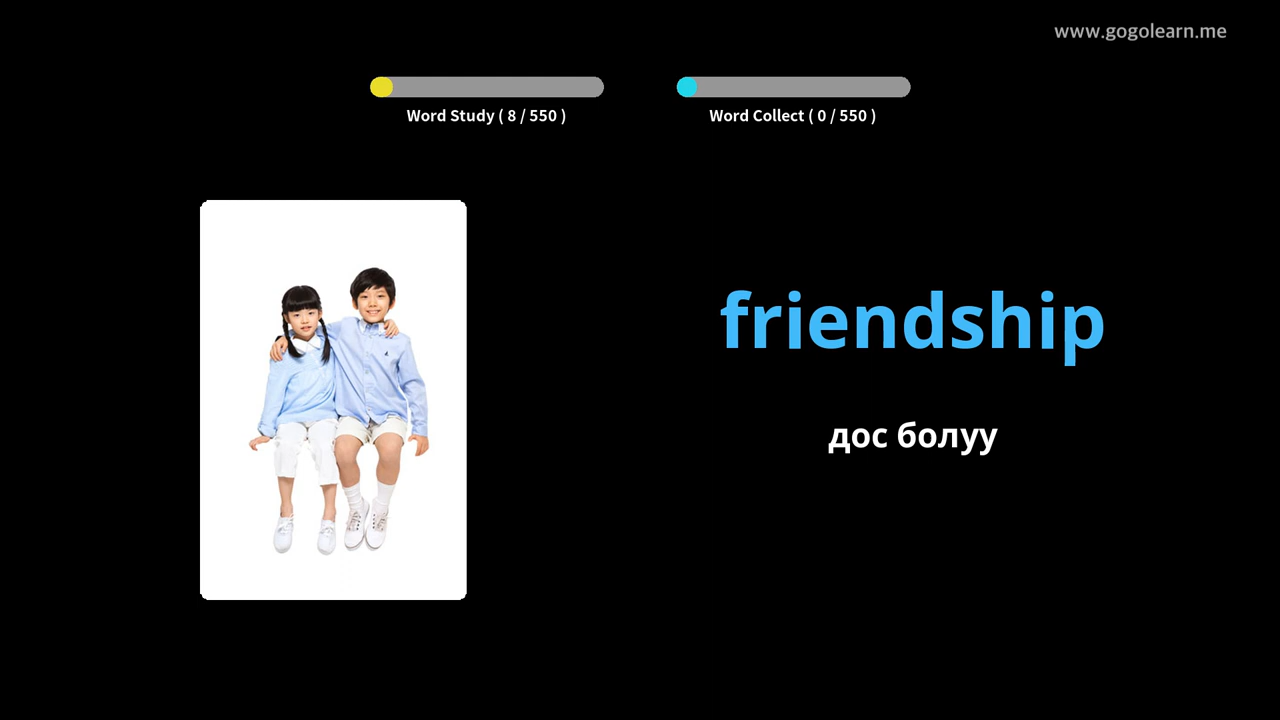 www.gogolearn.me
Word Study ( 8 / 550 )
Word Collect ( 0 / 550 )
friendship
дос болуу